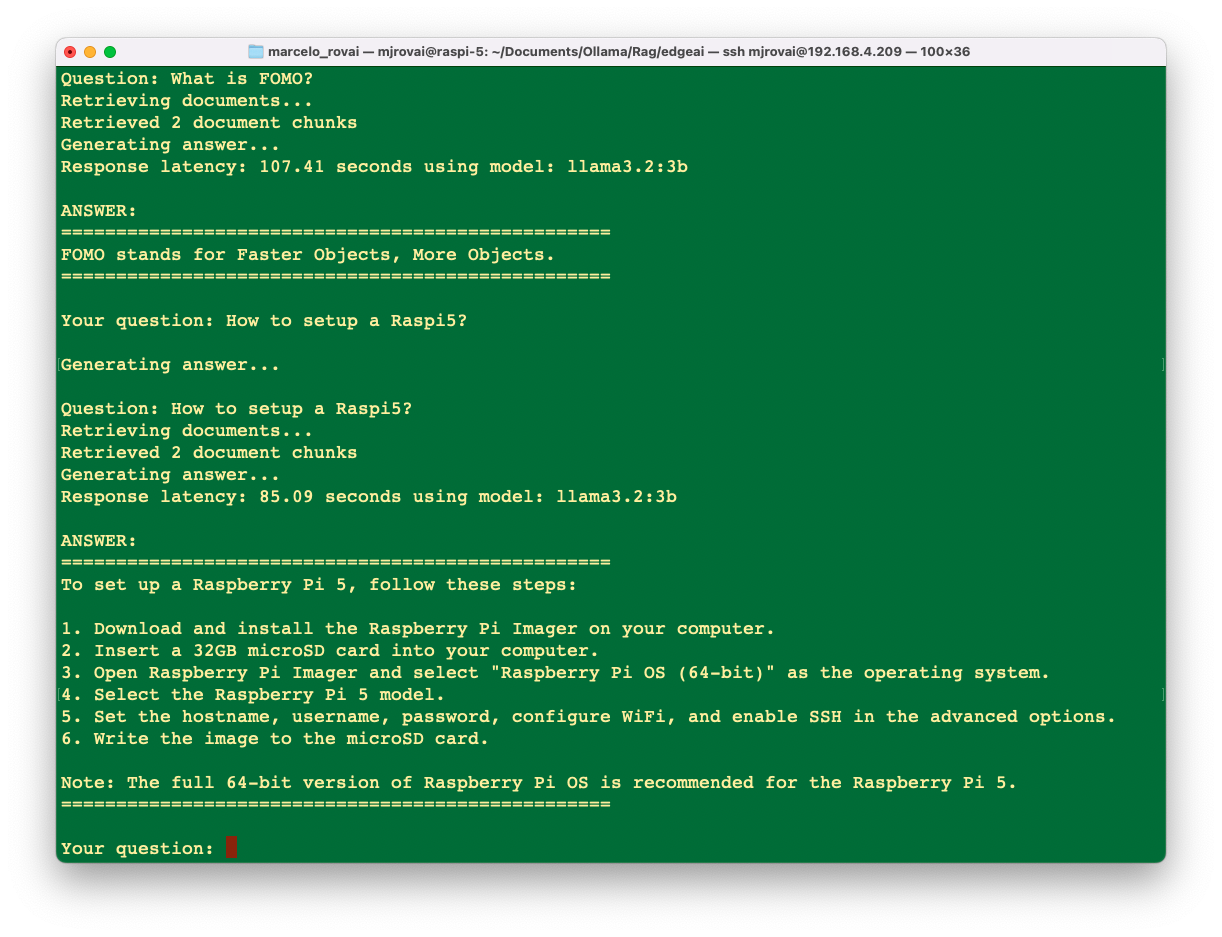 marcelo_rovai — mjrovai@raspi-5: ~/Documents/Ollama/Rag/edgeai — ssh mjrovai@192.168.4.209 — 100×36
Question: What is FOMO?
Retrieving documents...
Retrieved 2 document chunks
Generating answer...
Response latency: 107.41 seconds using model: llama3.2:3b
ANSWER:
==================================================
FOMO stands for Faster Objects, More Objects.
==================================================
Your question: How to setup a Raspi5?
Generating answer...
Question: How to setup a Raspi5?
Retrieving documents...
Retrieved 2 document chunks
Generating answer...
Response latency: 85.09 seconds using model: llama3.2:3b
ANSWER:
==================================================
To set up a Raspberry Pi 5, follow these steps:
1. Download and install the Raspberry Pi Imager on your computer.
2. Insert a 32GB microSD card into your computer.
3. Open Raspberry Pi Imager and select "Raspberry Pi OS (64-bit)" as the operating system.
4. Select the Raspberry Pi 5 model.
5. Set the hostname, username, password, configure WiFi, and enable SSH in the advanced options.
6. Write the image to the microSD card.
Note: The full 64-bit version of Raspberry Pi OS is recommended for the Raspberry Pi 5.
==================================================
Your question: